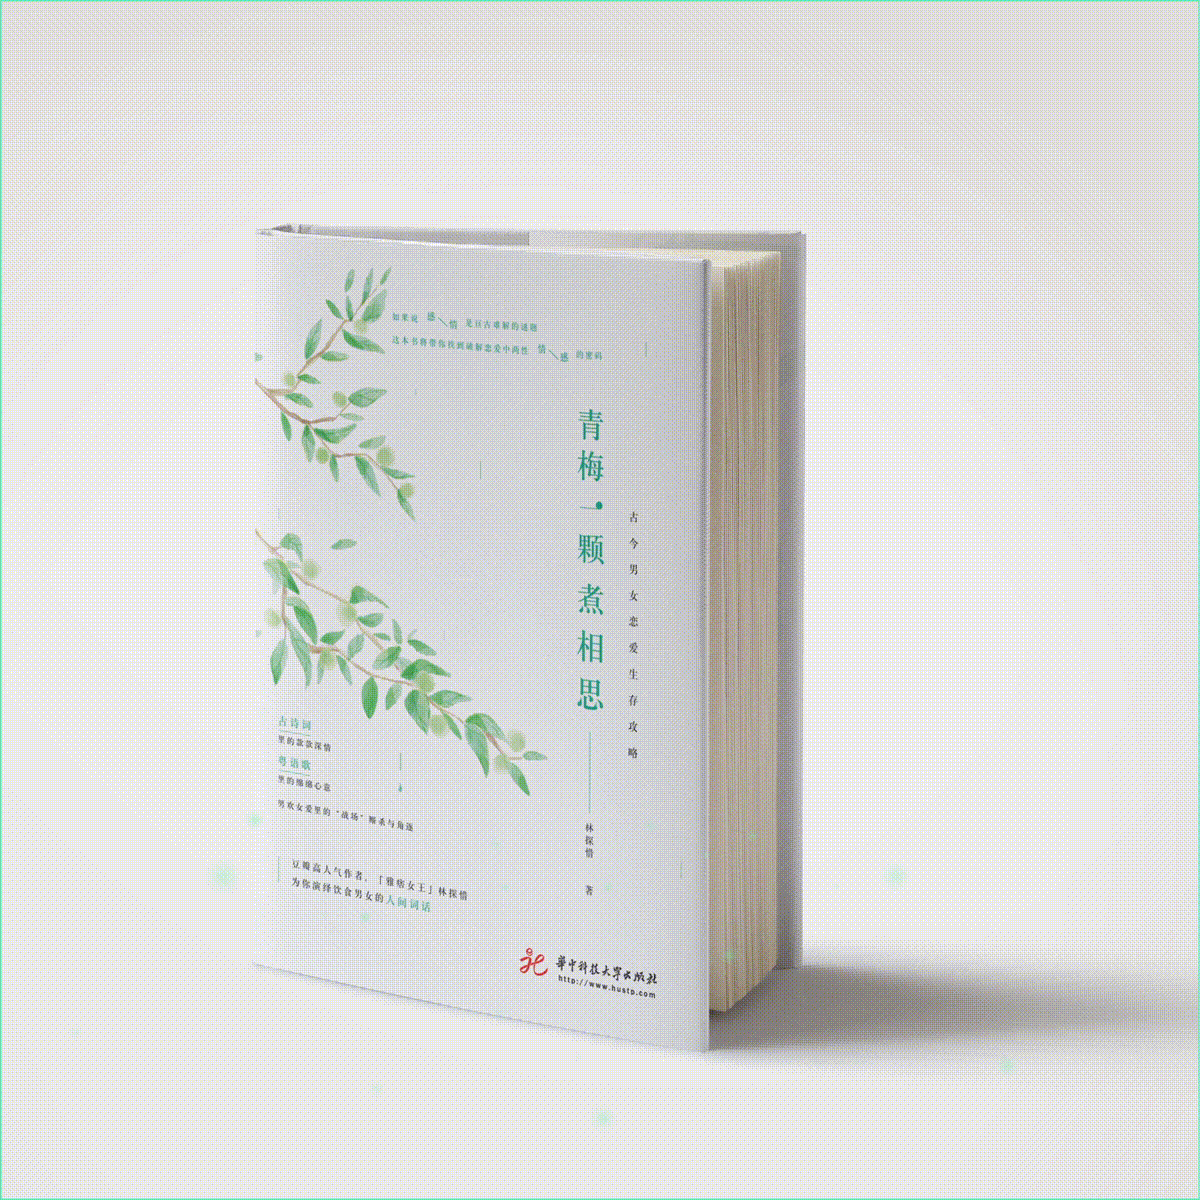 如果说 感情 是亘古难解的谜题
这本书将带你找到破解恋爱中两性 情感 的密码
青梅一颗煮相思
古今男女恋爱生存攻略
林探惜 著
古诗词
里的款款深情
粤语歌
里的绵绵心意
男欢女爱里的“战场”厮杀与角逐
豆瓣高人气作者,「雅痞女王」林探惜
为你演绎饮食男女的人间词话
華中科技大学出版社
http://www.hustp.com